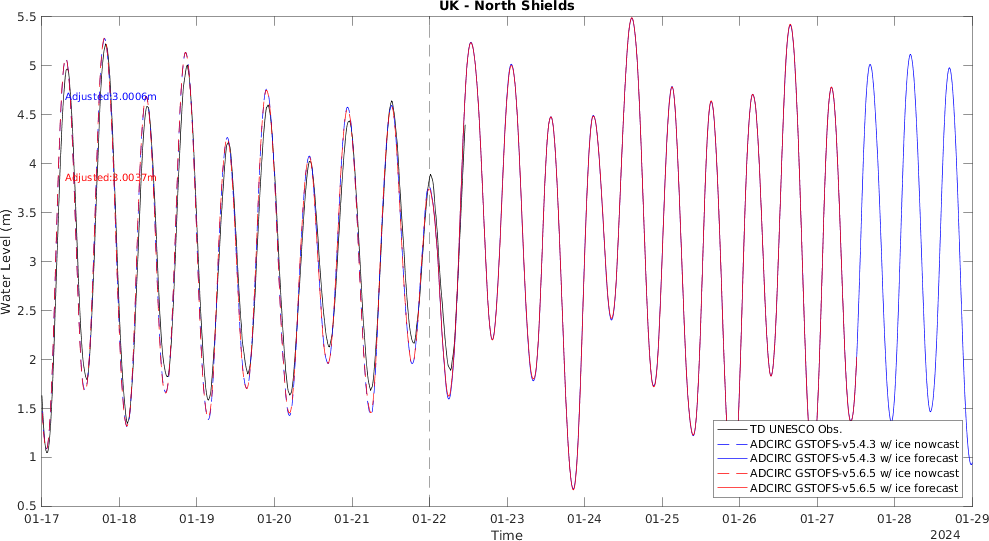 UK - North Shields
5.5
5
4.5
4
3.5
3
2.5
2
1.5
1
0.5
Water Level (m)
Adjusted:3.0006m
Adjusted:3.0037m
TD UNESCO Obs.
ADCIRC GSTOFS-v5.4.3 w/ ice nowcast
ADCIRC GSTOFS-v5.4.3 w/ ice forecast
ADCIRC GSTOFS-v5.6.5 w/ ice nowcast
ADCIRC GSTOFS-v5.6.5 w/ ice forecast
01-17 01-18 01-19 01-20 01-21 01-22 01-23 01-24 01-25 01-26 01-27 01-28 01-29
Time
2024